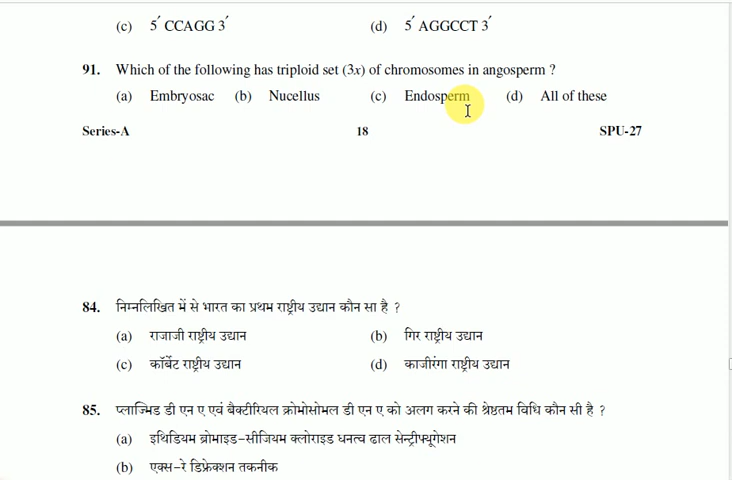 (c) 5′ CCAGG 3′ (d) 5′ AGGCCT 3′
91. Which of the following has triploid set (3x) of chromosomes in angosperm ?
(a) Embryosac (b) Nucellus (c) Endosperm (d) All of these
Series-A 18 SPU-27
84. निम्नलिखित में से भारत का प्रथम राष्ट्रीय उद्यान कौन सा है ?
(a) राजाजी राष्ट्रीय उद्यान (b) गिर राष्ट्रीय उद्यान
(c) कॉर्बेट राष्ट्रीय उद्यान (d) काजीरंगा राष्ट्रीय उद्यान
85. प्लाज्मिड डी एन ए एवं बैक्टीरियल क्रोमोसोमल डी एन ए को अलग करने की श्रेष्ठतम विधि कौन सी है ?
(a) इथिडियम ब्रोमाइड-सीजियम क्लोराइड धनत्व ढाल सेन्ट्रीफ्यूगेशन
(b) एक्स-रे डिफ्रेक्शन तकनीक